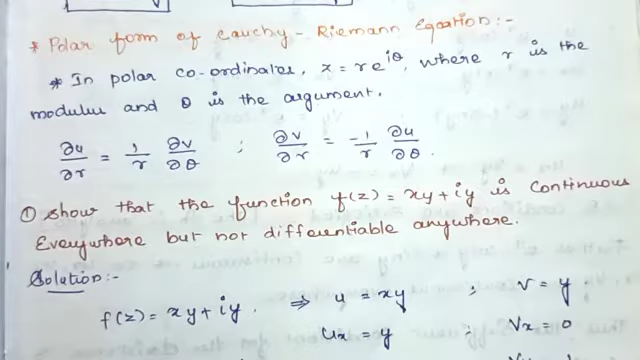 * Polar form of Cauchy-Riemann Equation:-
* In polar co-ordinates, z = re^{iθ}, where r is the
modulus and θ is the argument.
∂u/∂r = 1/r ∂v/∂θ ; ∂v/∂r = -1/r ∂u/∂θ.
① Show that the function f(z) = xy + iy is continuous
Everywhere but not differentiable anywhere.
Solution:-
f(z) = xy + iy. ⇒ u = xy ; v = y
u_x = y ; v_x = 0